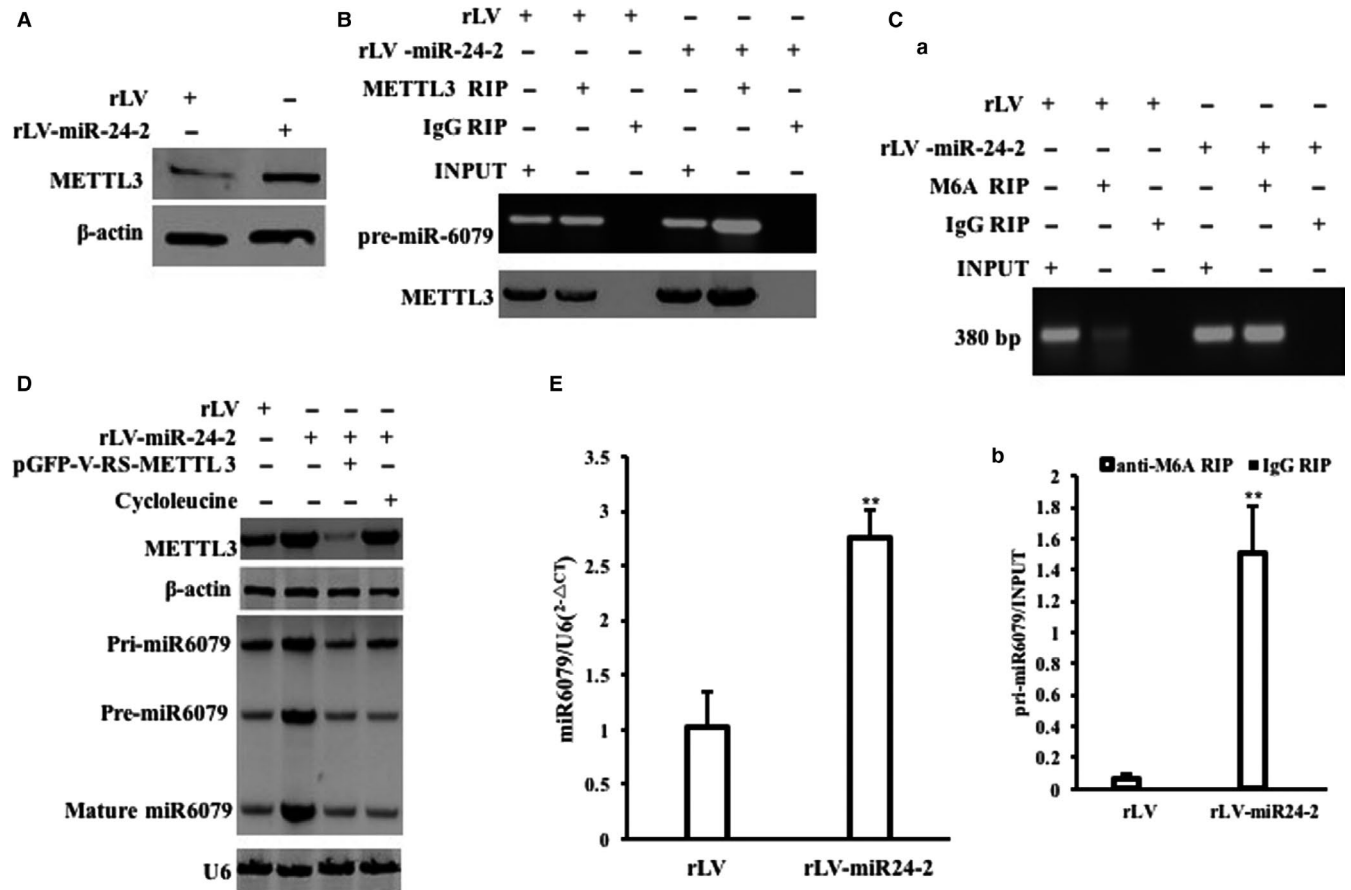 A
rLV + –
rLV-miR-24-2 – +
METTL3
β-actin
B
rLV + + + – – –
rLV -miR-24-2 – – – + + +
METTL3 RIP – + – – + –
IgG RIP – – + – – +
INPUT + – – + – –
pre-miR-6079
METTL3
C
a
rLV + + + – – –
rLV -miR-24-2 – – – + + +
M6A RIP – + – – + –
IgG RIP – – + – – +
INPUT + – – + – –
380 bp
D
rLV + – – –
rLV-miR-24-2 – + + +
pGFP-V-RS-METTL3 – – + –
Cycloleucine – – – +
METTL3
β-actin
Pri-miR6079
Pre-miR6079
Mature miR6079
U6
E
miR6079/U6(2-△CT)
3.5
3
2.5
2
1.5
1
0.5
0
**
rLV rLV-miR24-2
b
anti-M6A RIP IgG RIP
pri-miR6079/INPUT
2
1.8
1.6
1.4
1.2
1
0.8
0.6
0.4
0.2
0
**
rLV rLV-miR24-2